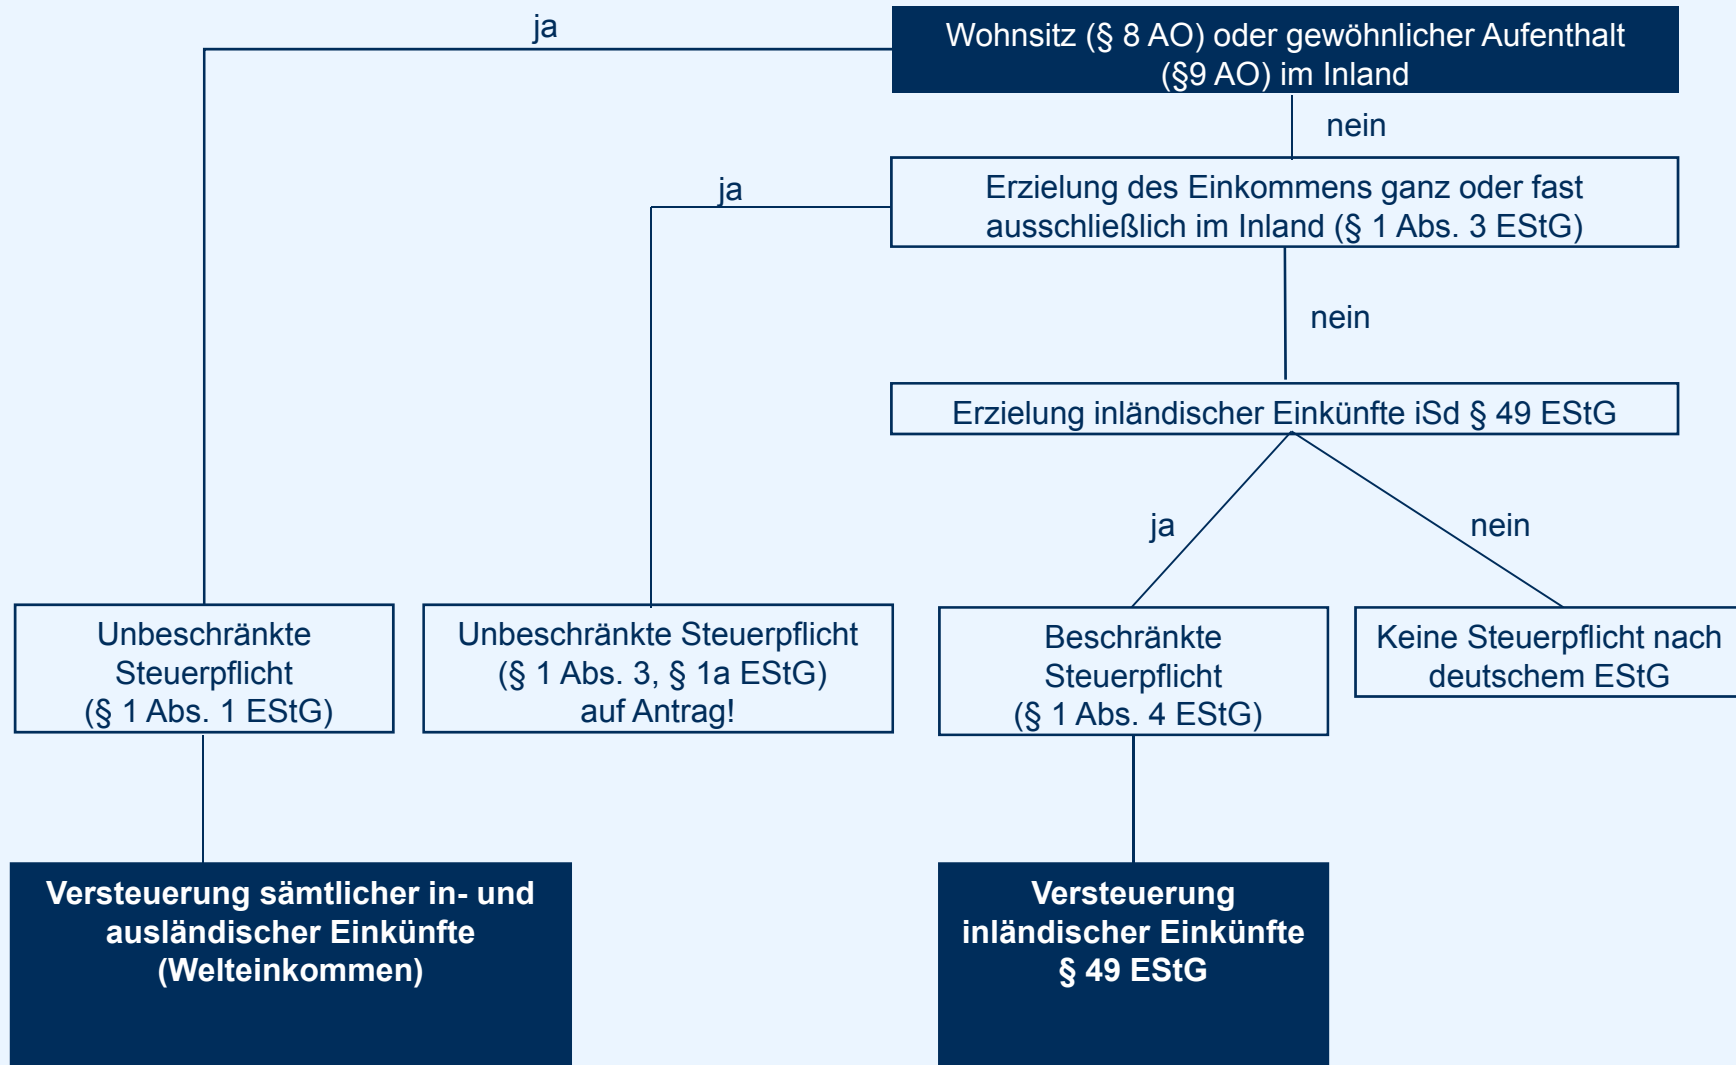 ja
Wohnsitz (§ 8 AO) oder gewöhnlicher Aufenthalt
(§9 AO) im Inland
nein
ja
Erzielung des Einkommens ganz oder fast
ausschließlich im Inland (§ 1 Abs. 3 EStG)
nein
Erzielung inländischer Einkünfte iSd § 49 EStG
ja
nein
Unbeschränkte
Steuerpflicht
(§ 1 Abs. 1 EStG)
Unbeschränkte Steuerpflicht
(§ 1 Abs. 3, § 1a EStG)
auf Antrag!
Beschränkte
Steuerpflicht
(§ 1 Abs. 4 EStG)
Keine Steuerpflicht nach
deutschem EStG
Versteuerung sämtlicher in- und
ausländischer Einkünfte
(Welteinkommen)
Versteuerung
inländischer Einkünfte
§ 49 EStG